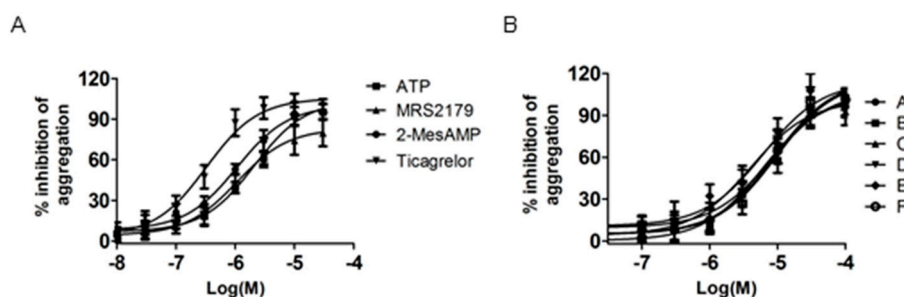 A
% inhibition of
aggregation
120
90
60
30
0
-8
-7
-6
-5
-4
Log(M)
ATP
MRS2179
2-MesAMP
Ticagrelor
B
% inhibition of
aggregation
120
90
60
30
0
-7
-6
-5
-4
Log(M)
A
B
C
D
E
F